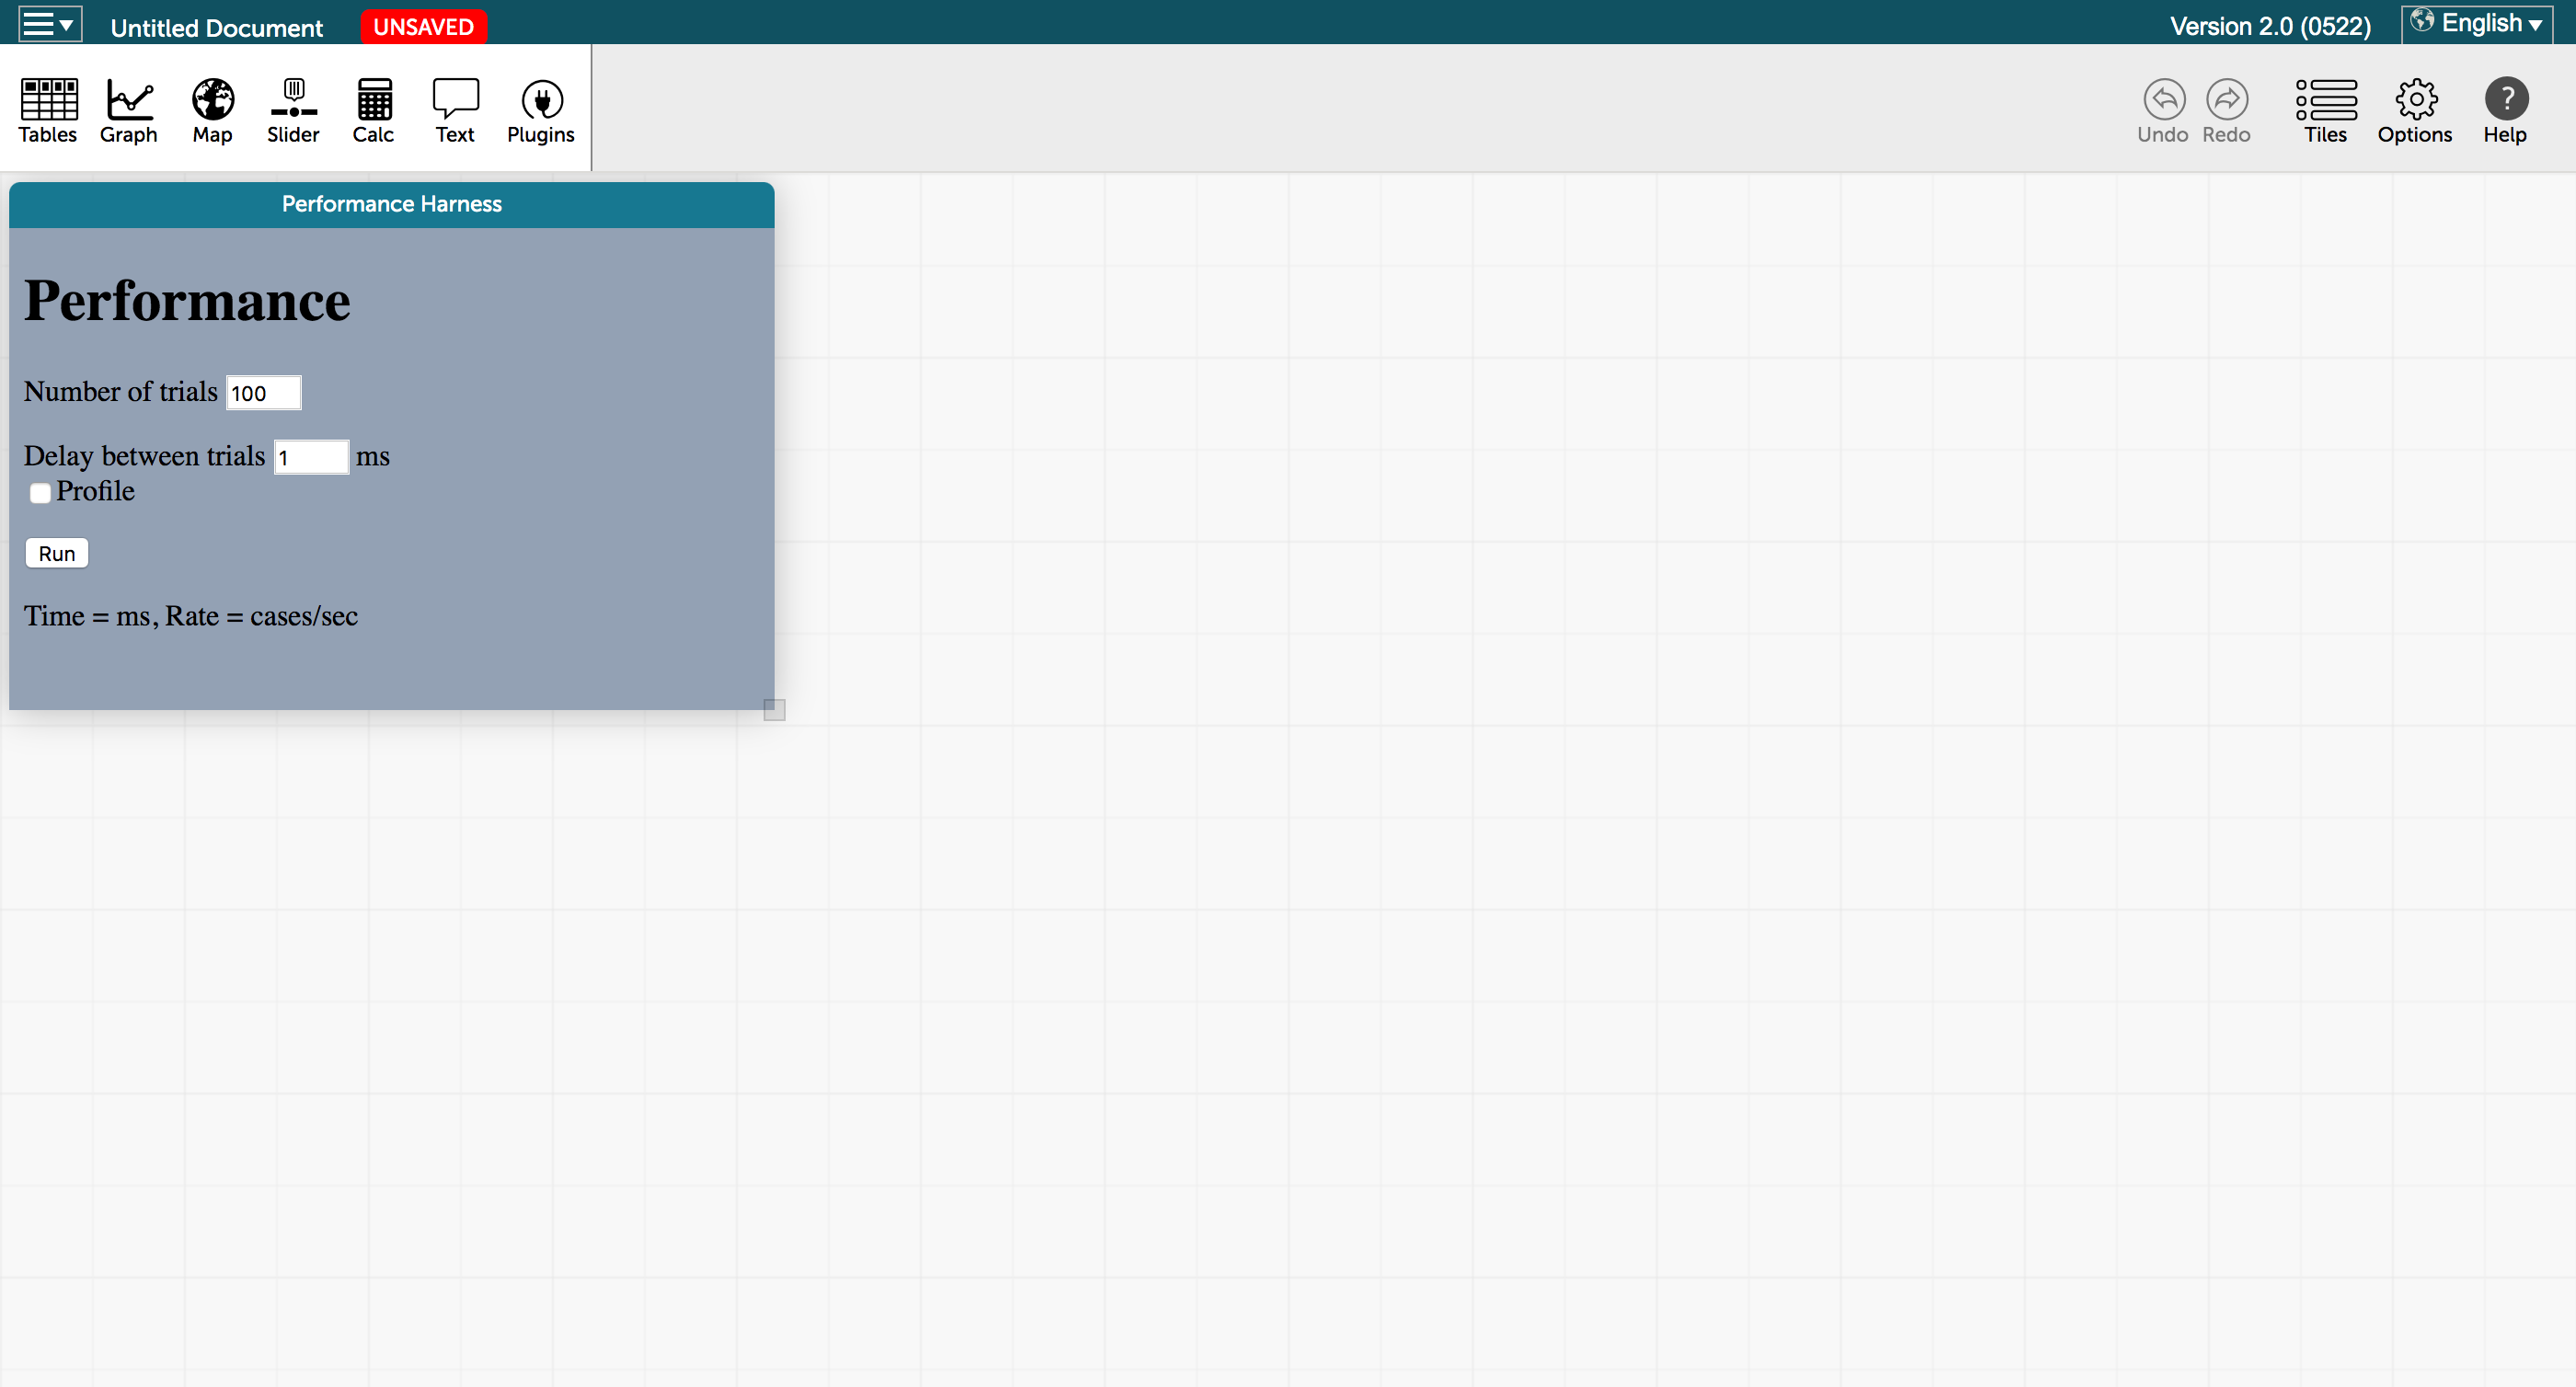 Untitled Document UNSAVED Version 2.0 (0522) English
Tables Graph Map Slider Calc Text Plugins Undo Redo Tiles Options ? Help
Performance Harness
Performance
Number of trials 100
Delay between trials 1 ms
Profile
Run
Time = ms, Rate = cases/sec